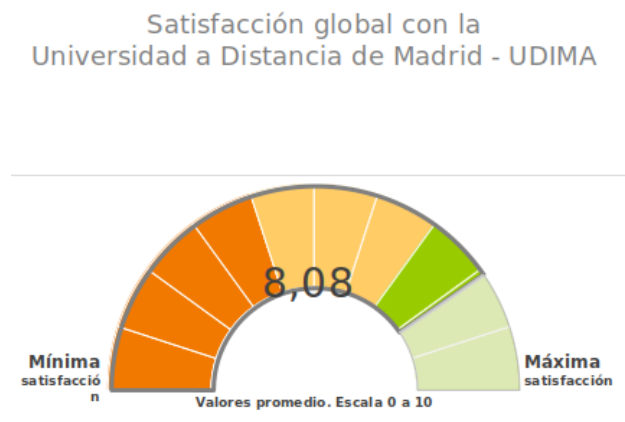 Satisfacción global con la
Universidad a Distancia de Madrid - UDIMA
8,08
Mínima
satisfacció
n
Máxima
satisfacción
Valores promedio. Escala 0 a 10